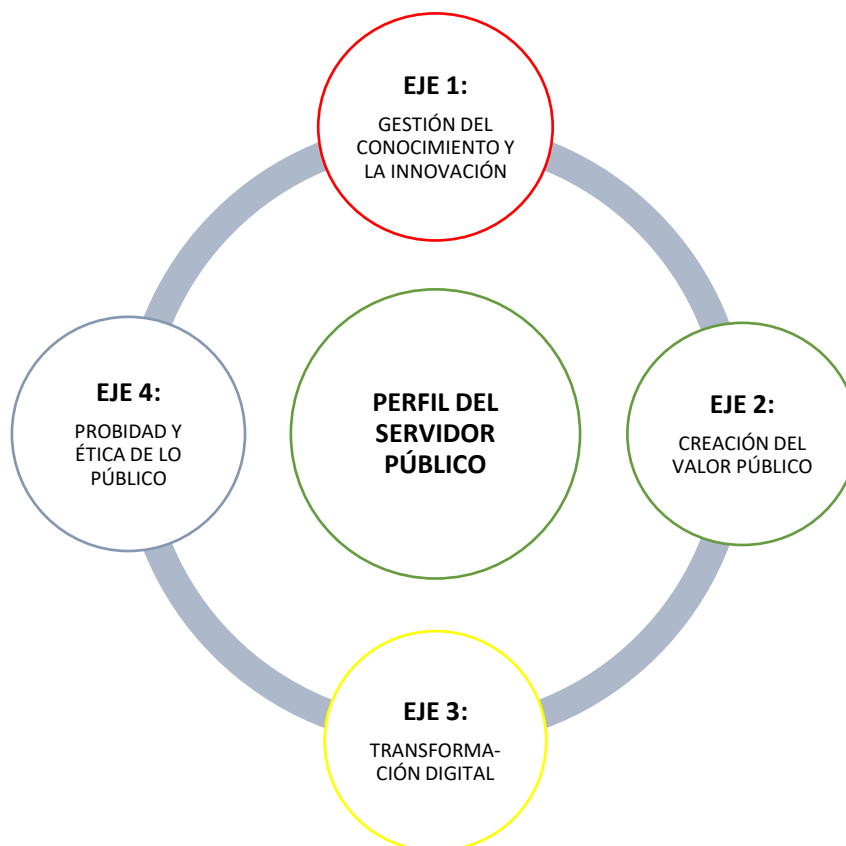 EJE 1:
GESTIÓN DEL
CONOCIMIENTO Y
LA INNOVACIÓN
EJE 4:
PROBIDAD Y
ÉTICA DE LO
PÚBLICO
PERFIL DEL
SERVIDOR
PÚBLICO
EJE 2:
CREACIÓN DEL
VALOR PÚBLICO
EJE 3:
TRANSFORMA-
CIÓN DIGITAL